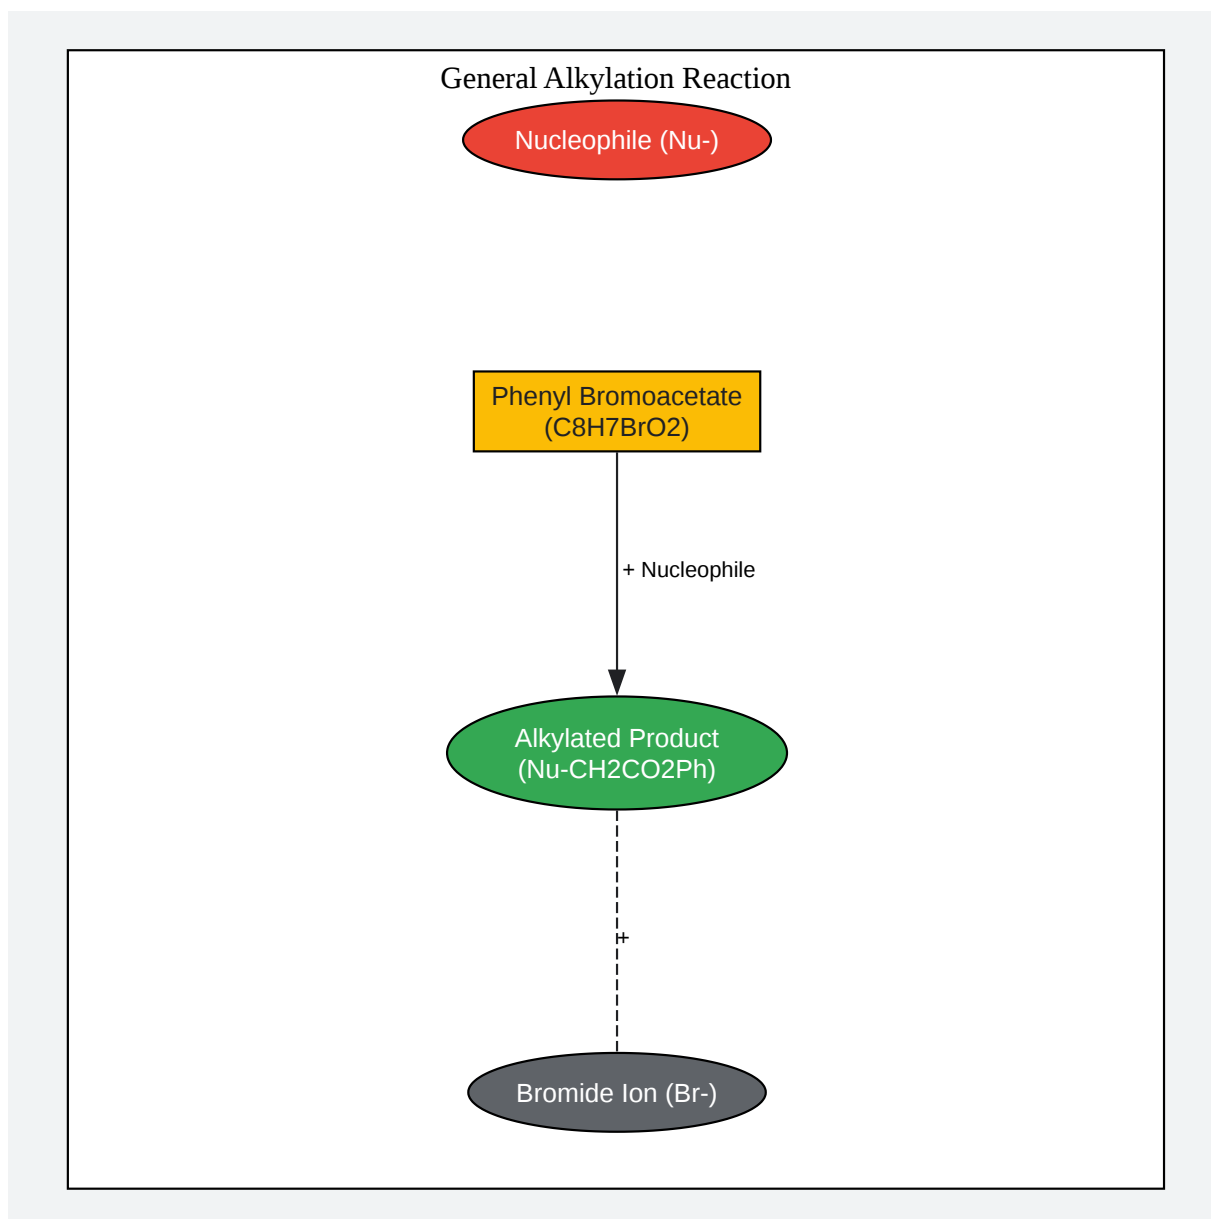 General Alkylation Reaction
Nucleophile (Nu-)
Phenyl Bromoacetate
(C8H7BrO2)
+ Nucleophile
Alkylated Product
(Nu-CH2CO2Ph)
+
Bromide Ion (Br-)